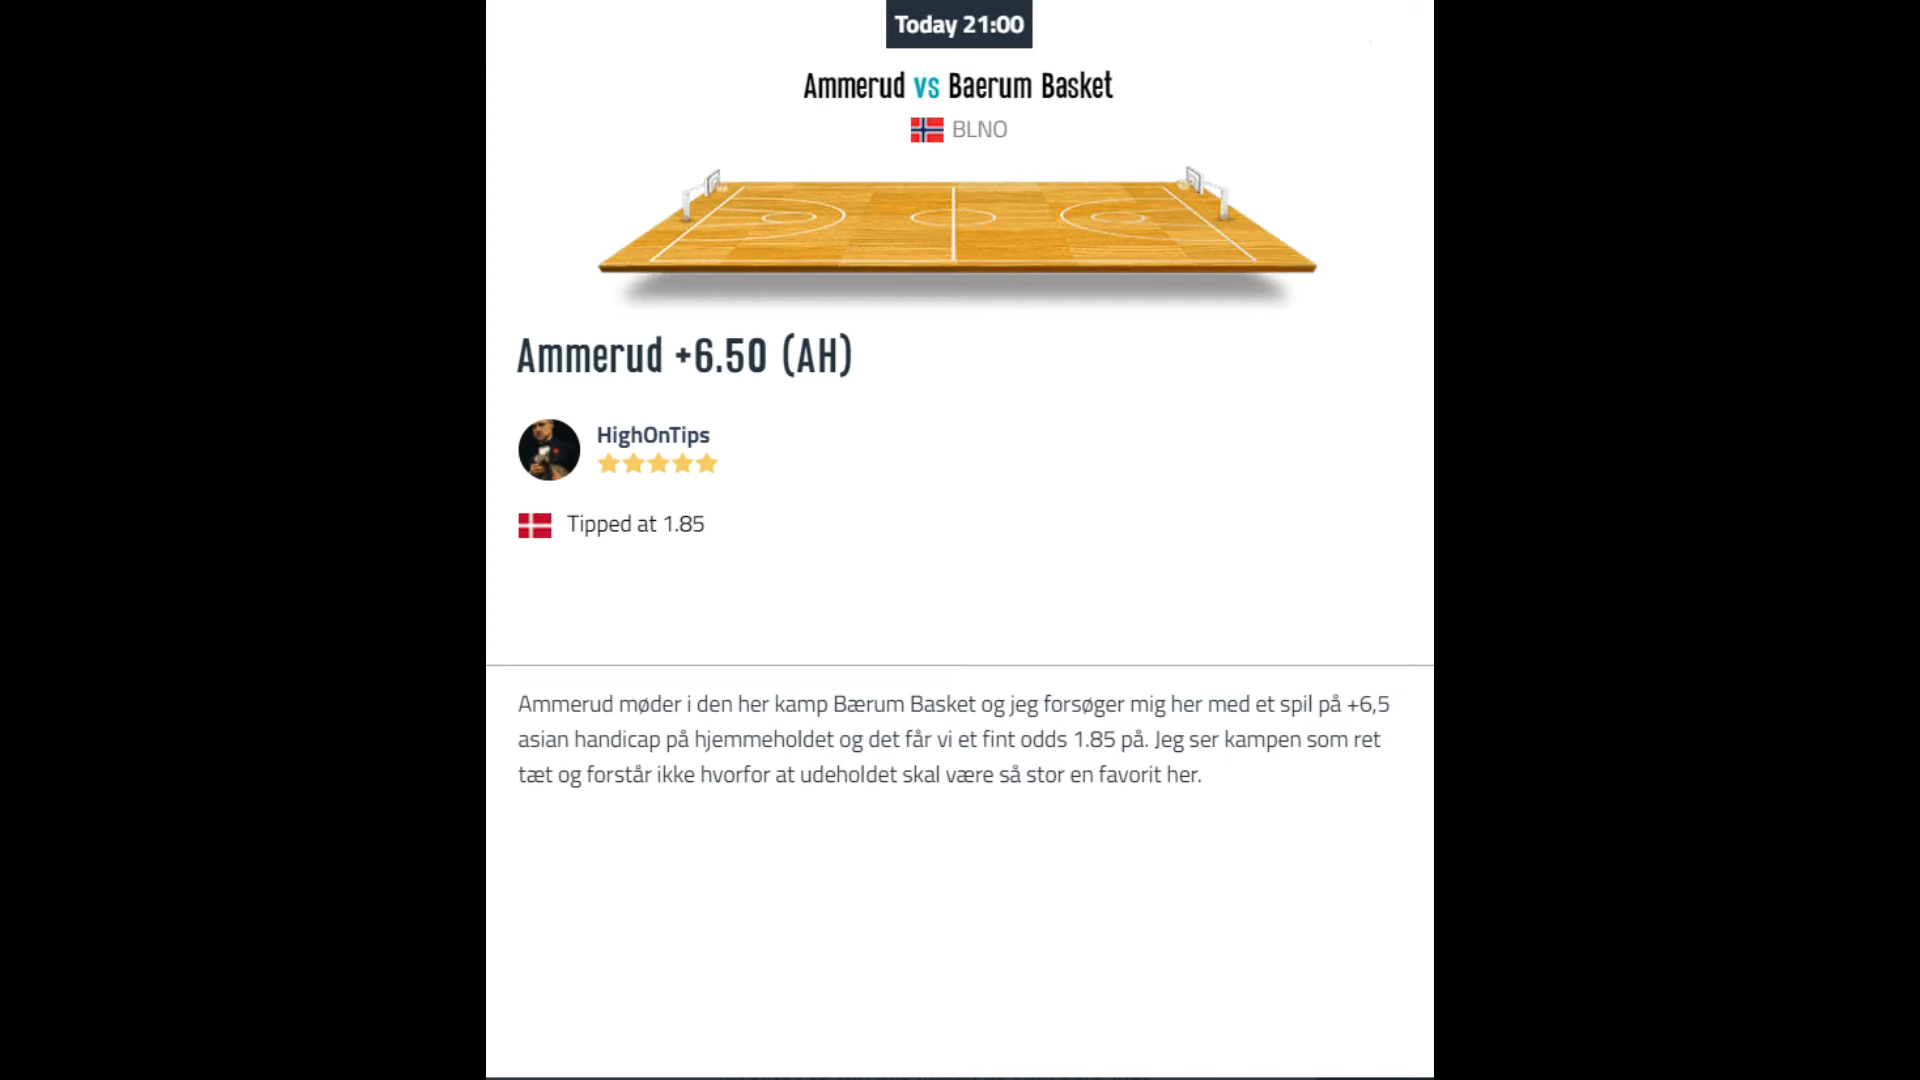 Today 21:00
Ammerud vs Baerum Basket
BLNO
Ammerud +6.50 (AH)
HighOnTips
Tipped at 1.85
Ammerud møder i den her kamp Bærum Basket og jeg forsøger mig her med et spil på +6,5
asian handicap på hjemmeholdet og det får vi et fint odds 1.85 på. Jeg ser kampen som ret
tæt og forstår ikke hvorfor at udeholdet skal være så stor en favorit her.